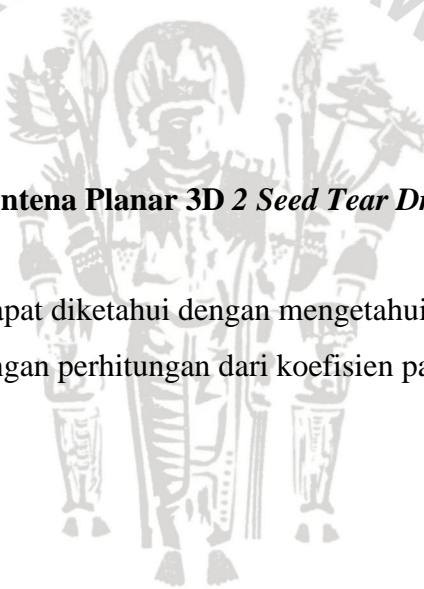 ntena Planar 3D 2 Seed Tear Dr
apat diketahui dengan mengetahui
ngan perhitungan dari koefisien pa